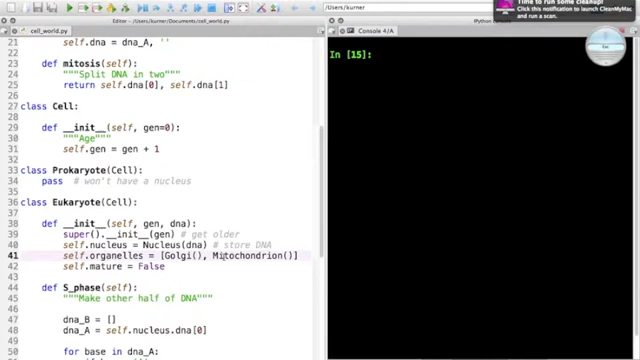 Editor - /Users/kurner/Documents/cell_world.py
/Users/kurner
Time to run some cleanup!
Click this notification to launch CleanMyMac
and run a scan.
cell_world.py
Console 4/A
Esc
21 self.dna = dna_A, ''
22
23 def mitosis(self):
24 """Split DNA in two"""
25 return self.dna[0], self.dna[1]
26
27 class Cell:
28
29 def __init__(self, gen=0):
30 """Age"""
31 self.gen = gen + 1
32
33 class Prokaryote(Cell):
34 pass # won't have a nucleus
35
36 class Eukaryote(Cell):
37
38 def __init__(self, gen, dna):
39 super().__init__(gen) # get older
40 self.nucleus = Nucleus(dna) # store DNA
41 self.organelles = [Golgi(), Mitochondrion()]
42 self.mature = False
43
44 def S_phase(self):
45 """Make other half of DNA"""
46
47 dna_B = []
48 dna_A = self.nucleus.dna[0]
49
50 for base in dna_A:
In [15]: